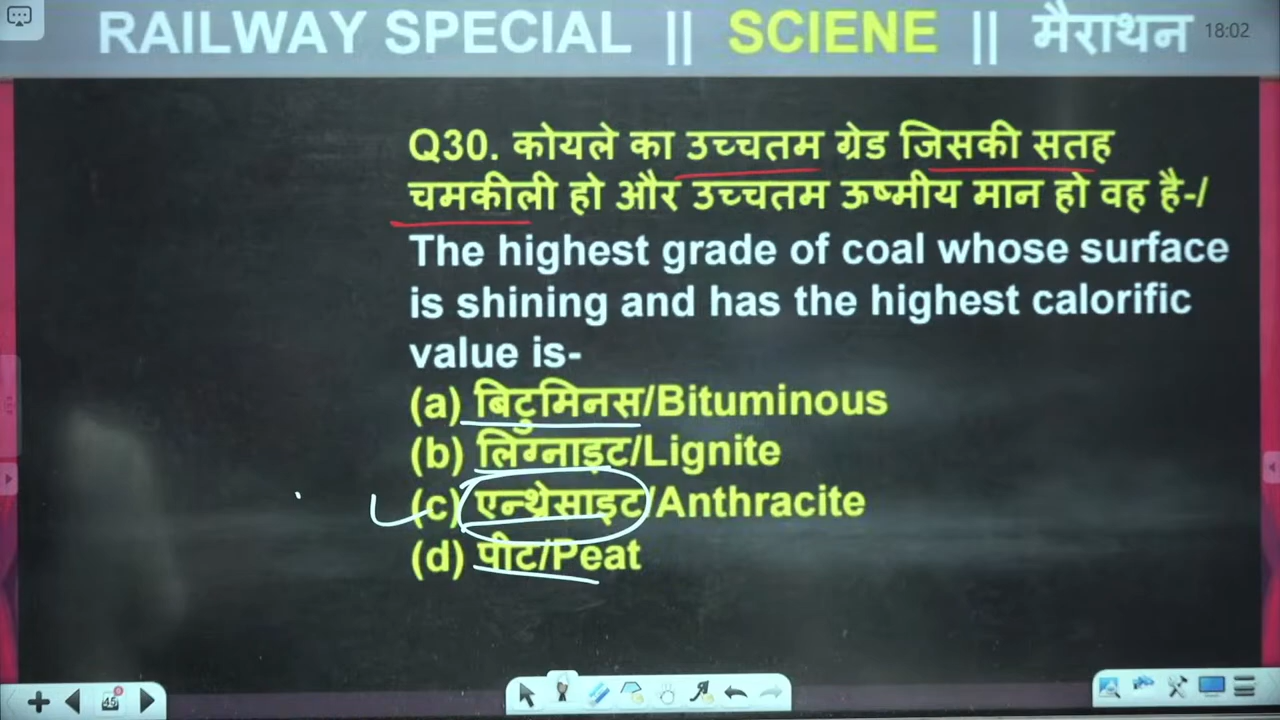 RAILWAY SPECIAL || SCIENE || मैराथन 18:02
Q30. कोयले का उच्चतम ग्रेड जिसकी सतह
चमकीली हो और उच्चतम ऊष्मीय मान हो वह है-/
The highest grade of coal whose surface
is shining and has the highest calorific
value is-
(a) बिटुमिनस/Bituminous
(b) लिग्नाइट/Lignite
(c) एन्थ्रेसाइट/Anthracite
(d) पीट/Peat
45